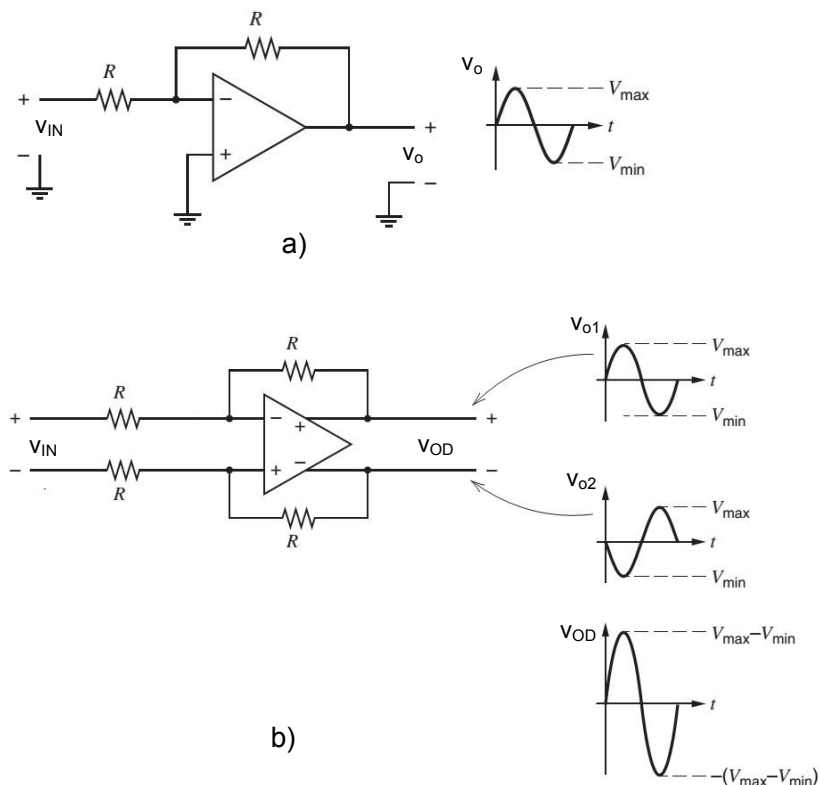 R
R
+
−
+
v_IN
−
v_o
+
−
v_o
V_max
t
V_min
a)
R
R
+
−
+
+
v_IN
v_OD
−
+
−
−
R
R
v_o1
V_max
t
V_min
v_o2
V_max
t
V_min
v_OD
V_max−V_min
t
−(V_max−V_min)
b)